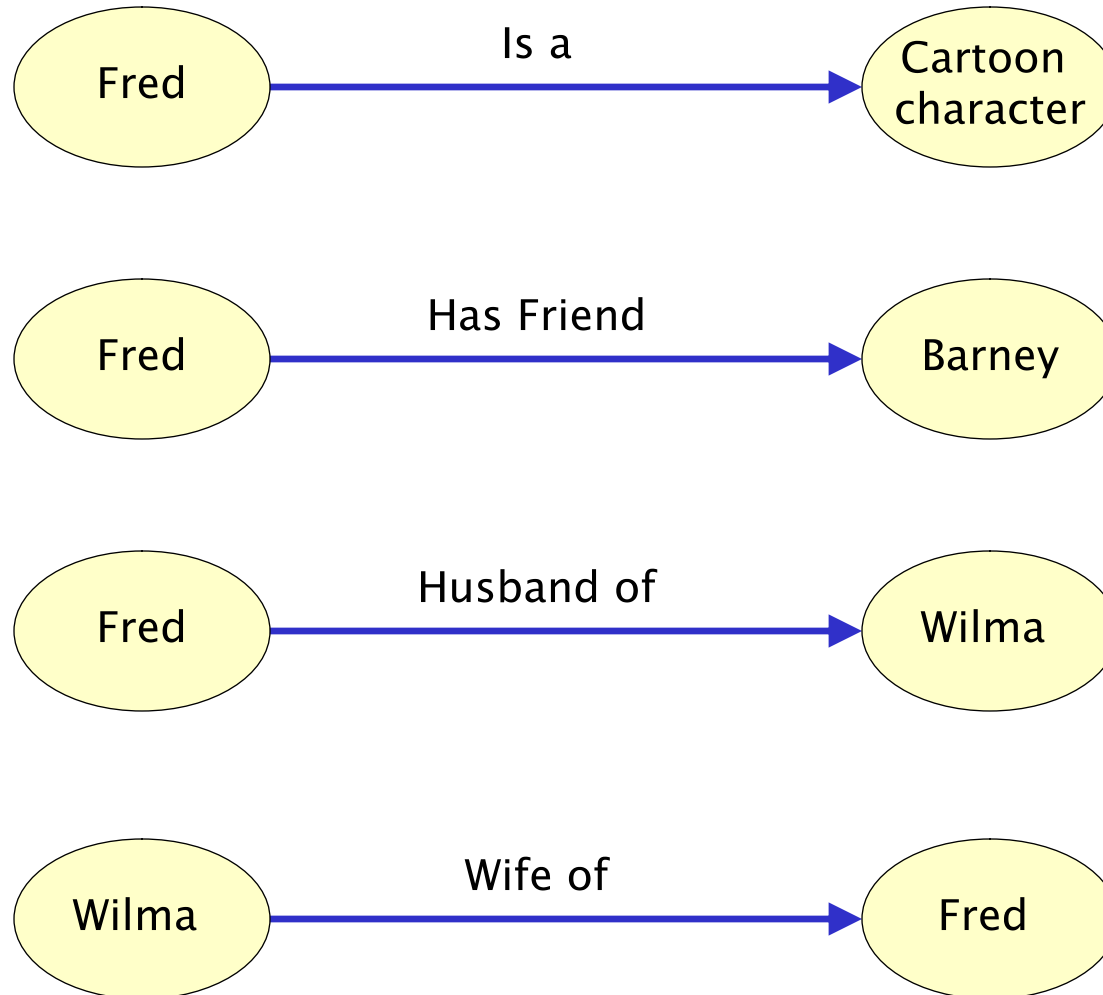 Fred
Is a
Cartoon
character
Fred
Has Friend
Barney
Fred
Husband of
Wilma
Wilma
Wife of
Fred